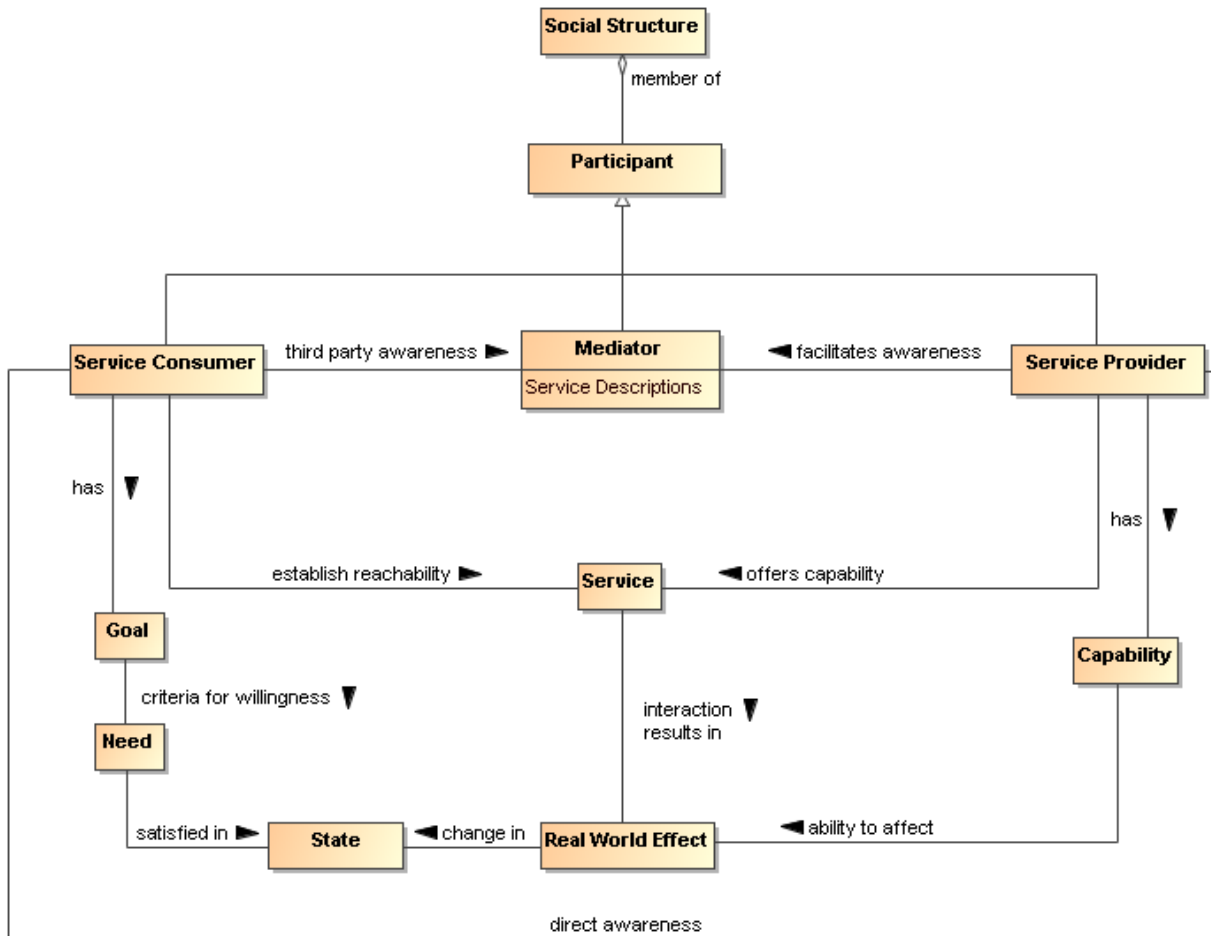 Social Structure
member of
Participant
third party awareness
Mediator
facilitates awareness
Service Consumer
Service Descriptions
Service Provider
has
has
establish reachability
Service
offers capability
Goal
Capability
criteria for willingness
interaction
results in
Need
satisfied in
State
change in
Real World Effect
ability to affect
direct awareness